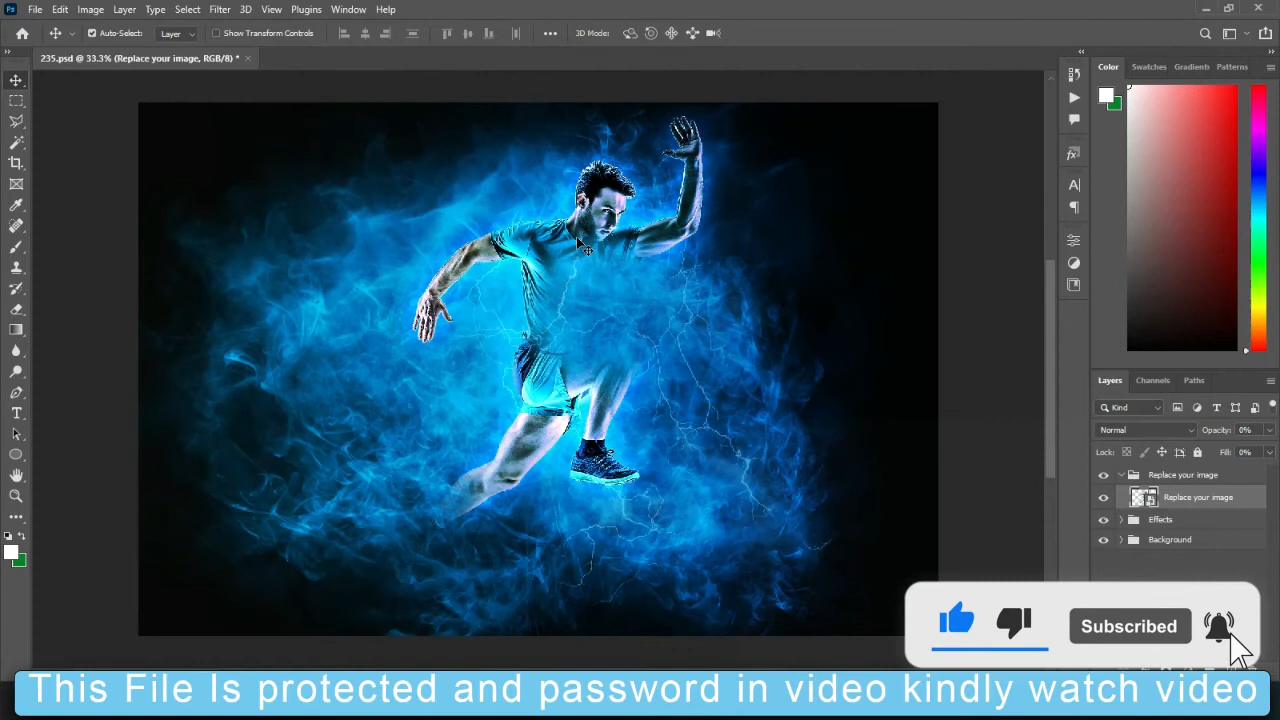 Ps File Edit Image Layer Type Select Filter 3D View Plugins Window Help
Auto-Select: Layer Show Transform Controls 3D Mode:
235.psd @ 33.3% (Replace your image, RGB/8) *
Color Swatches Gradients Patterns
Layers Channels Paths
Kind
Normal Opacity: 0%
Lock: Fill: 0%
Replace your image
Replace your image
Effects
Background
Subscribed
This File Is protected and password in video kindly watch video